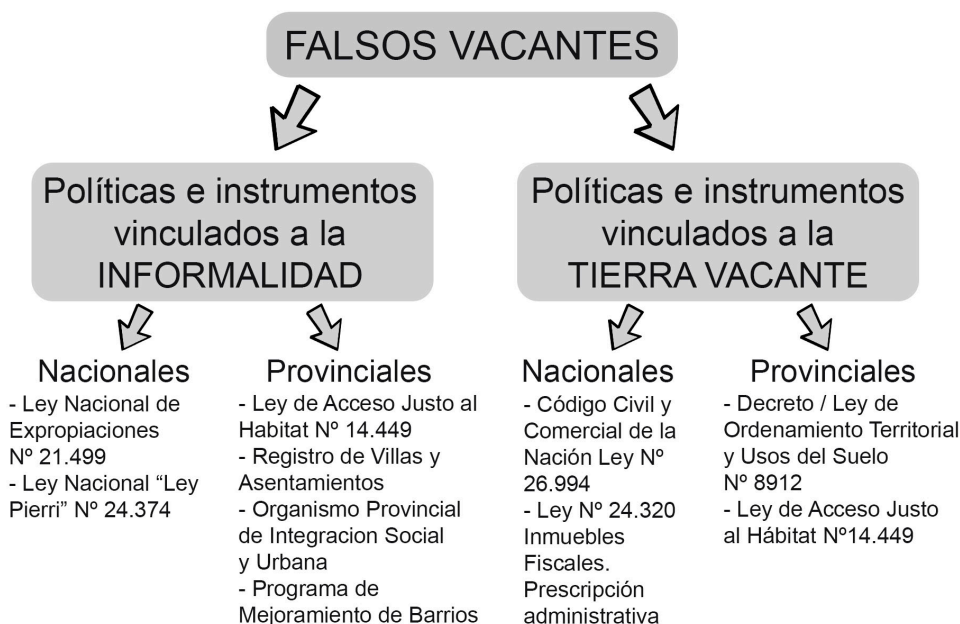 FALSOS VACANTES
Políticas e instrumentos
vinculados a la
INFORMALIDAD
Políticas e instrumentos
vinculados a la
TIERRA VACANTE
Nacionales
- Ley Nacional de
Expropiaciones
Nº 21.499
- Ley Nacional “Ley
Pierri” Nº 24.374
Provinciales
- Ley de Acceso Justo al
Habitat Nº 14.449
- Registro de Villas y
Asentamientos
- Organismo Provincial
de Integracion Social
y Urbana
- Programa de
Mejoramiento de Barrios
Nacionales
- Código Civil y
Comercial de la
Nación Ley Nº
26.994
- Ley Nº 24.320
Inmuebles
Fiscales.
Prescripción
administrativa
Provinciales
- Decreto / Ley de
Ordenamiento Territorial
y Usos del Suelo
Nº 8912
- Ley de Acceso Justo
al Hábitat Nº14.449